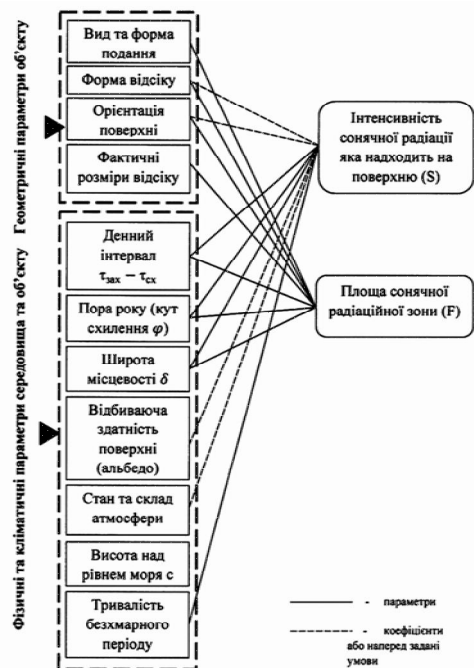 Геометричні параметри об'єкту
Вид та форма
подання
Форма відсіку
Орієнтація
поверхні
Фактичні
розміри відсіку
Фізичні та кліматичні параметри середовища та об'єкту
Денний
інтервал
τзах − τсх
Пора року (кут
схилення φ)
Широта
місцевості δ
Відбиваюча
здатність
поверхні
(альбедо)
Стан та склад
атмосфери
Висота над
рівнем моря с
Тривалість
безхмарного
періоду
Інтенсивність
сонячної радіації
яка надходить на
поверхню (S)
Площа сонячної
радіаційної зони (F)
- параметри
- коефіцієнти
або наперед задані
умови